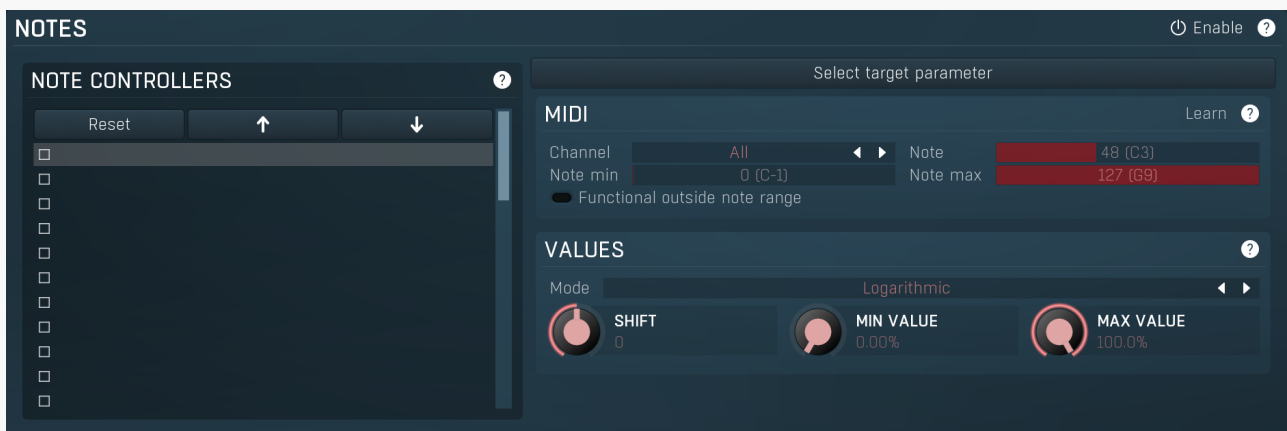 NOTES
Enable ?
NOTE CONTROLLERS ?
Reset
Select target parameter
MIDI
Learn ?
Channel All Note 48 (C3)
Note min 0 (C-1) Note max 127 (G9)
Functional outside note range
VALUES ?
Mode Logarithmic
SHIFT
0
MIN VALUE
0.00%
MAX VALUE
100.0%